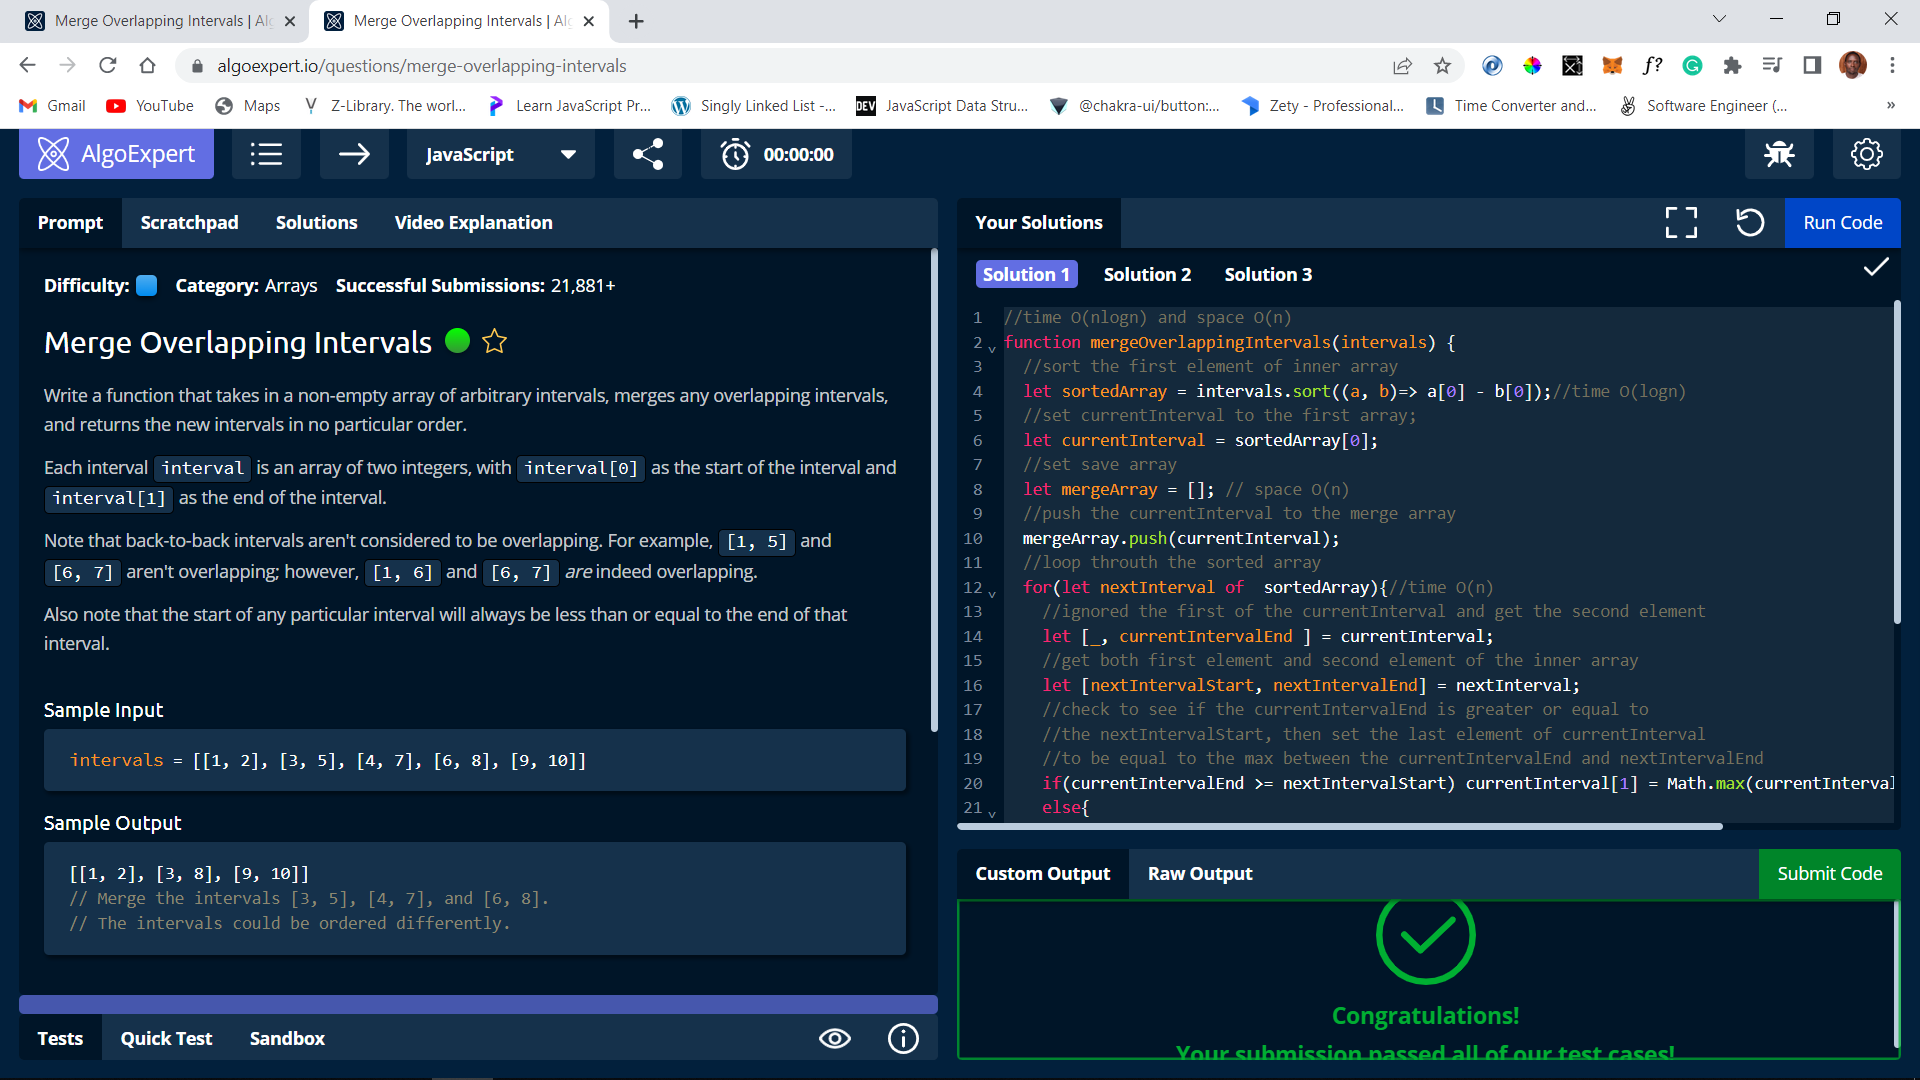 Merge Overlapping Intervals | Al
Merge Overlapping Intervals | Al
algoexpert.io/questions/merge-overlapping-intervals
Gmail YouTube Maps Z-Library. The worl... Learn JavaScript Pr... Singly Linked List -... JavaScript Data Stru... @chakra-ui/button:... Zety - Professional... Time Converter and... Software Engineer (... »
AlgoExpert JavaScript 00:00:00
Prompt Scratchpad Solutions Video Explanation
Difficulty: Category: Arrays Successful Submissions: 21,881+
Merge Overlapping Intervals
Write a function that takes in a non-empty array of arbitrary intervals, merges any overlapping intervals,
and returns the new intervals in no particular order.
Each interval interval is an array of two integers, with interval[0] as the start of the interval and
interval[1] as the end of the interval.
Note that back-to-back intervals aren't considered to be overlapping. For example, [1, 5] and
[6, 7] aren't overlapping; however, [1, 6] and [6, 7] are indeed overlapping.
Also note that the start of any particular interval will always be less than or equal to the end of that
interval.
Sample Input
intervals = [[1, 2], [3, 5], [4, 7], [6, 8], [9, 10]]
Sample Output
[[1, 2], [3, 8], [9, 10]]
// Merge the intervals [3, 5], [4, 7], and [6, 8].
// The intervals could be ordered differently.
Tests Quick Test Sandbox
Your Solutions Run Code
Solution 1 Solution 2 Solution 3
1 //time O(nlogn) and space O(n)
2 function mergeOverlappingIntervals(intervals) {
3 //sort the first element of inner array
4 let sortedArray = intervals.sort((a, b)=> a[0] - b[0]);//time O(logn)
5 //set currentInterval to the first array;
6 let currentInterval = sortedArray[0];
7 //set save array
8 let mergeArray = []; // space O(n)
9 //push the currentInterval to the merge array
10 mergeArray.push(currentInterval);
11 //loop throuth the sorted array
12 for(let nextInterval of  sortedArray){//time O(n)
13 //ignored the first of the currentInterval and get the second element
14 let [_, currentIntervalEnd ] = currentInterval;
15 //get both first element and second element of the inner array
16 let [nextIntervalStart, nextIntervalEnd] = nextInterval;
17 //check to see if the currentIntervalEnd is greater or equal to
18 //the nextIntervalStart, then set the last element of currentInterval
19 //to be equal to the max between the currentIntervalEnd and nextIntervalEnd
20 if(currentIntervalEnd >= nextIntervalStart) currentInterval[1] = Math.max(currentInterval
21 else{
Custom Output Raw Output Submit Code
Congratulations!
Your submission passed all of our test cases!